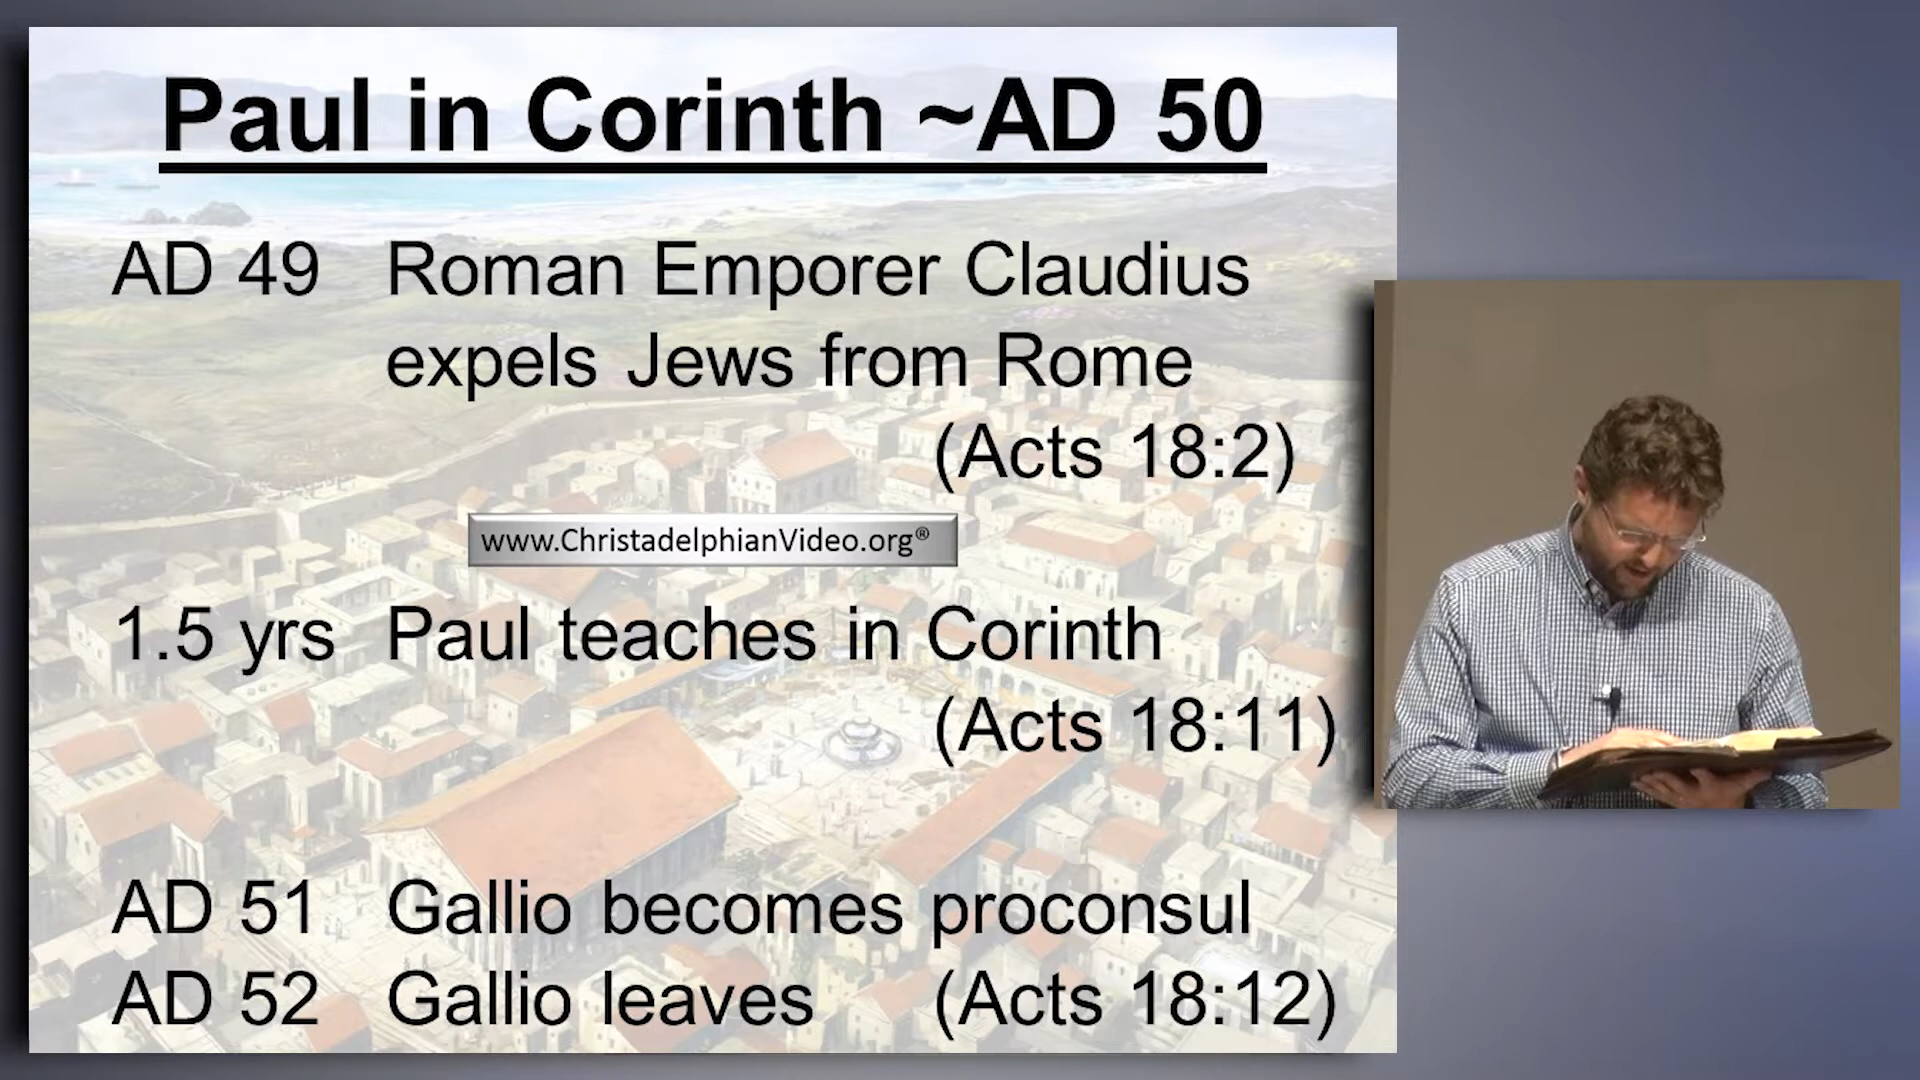 Paul in Corinth ~AD 50
AD 49 Roman Emporer Claudius
expels Jews from Rome
(Acts 18:2)
www.ChristadelphianVideo.org®
1.5 yrs Paul teaches in Corinth
(Acts 18:11)
AD 51 Gallio becomes proconsul
AD 52 Gallio leaves (Acts 18:12)